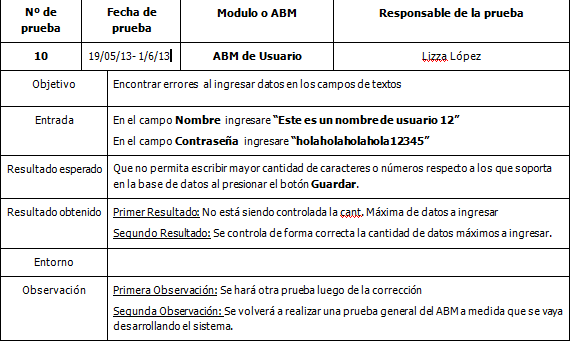 Nº de prueba Fecha de prueba Modulo o ABM Responsable de la prueba
10 19/05/13- 1/6/13 ABM de Usuario Lizza López
Objetivo Encontrar errores al ingresar datos en los campos de textos
Entrada En el campo Nombre ingresare “Este es un nombre de usuario 12”
En el campo Contraseña ingresare “holaholaholahola12345”
Resultado esperado Que no permita escribir mayor cantidad de caracteres o números respecto a los que soporta
en la base de datos al presionar el botón Guardar.
Resultado obtenido Primer Resultado: No está siendo controlada la cant. Máxima de datos a ingresar
Segundo Resultado: Se controla de forma correcta la cantidad de datos máximos a ingresar.
Entorno
Observación Primera Observación: Se hará otra prueba luego de la corrección
Segunda Observación: Se volverá a realizar una prueba general del ABM a medida que se vaya
desarrollando el sistema.